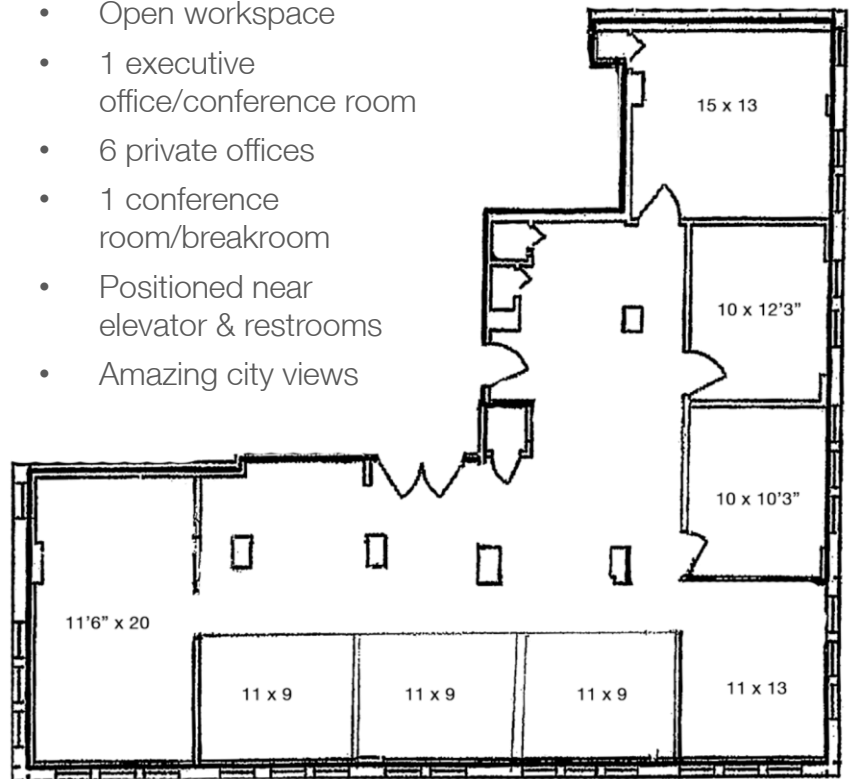 • Open workspace
• 1 executive
office/conference room
• 6 private offices
• 1 conference
room/breakroom
• Positioned near
elevator & restrooms
• Amazing city views
15 x 13
10 x 12’3”
10 x 10’3”
11’6” x 20
11 x 9
11 x 9
11 x 9
11 x 13